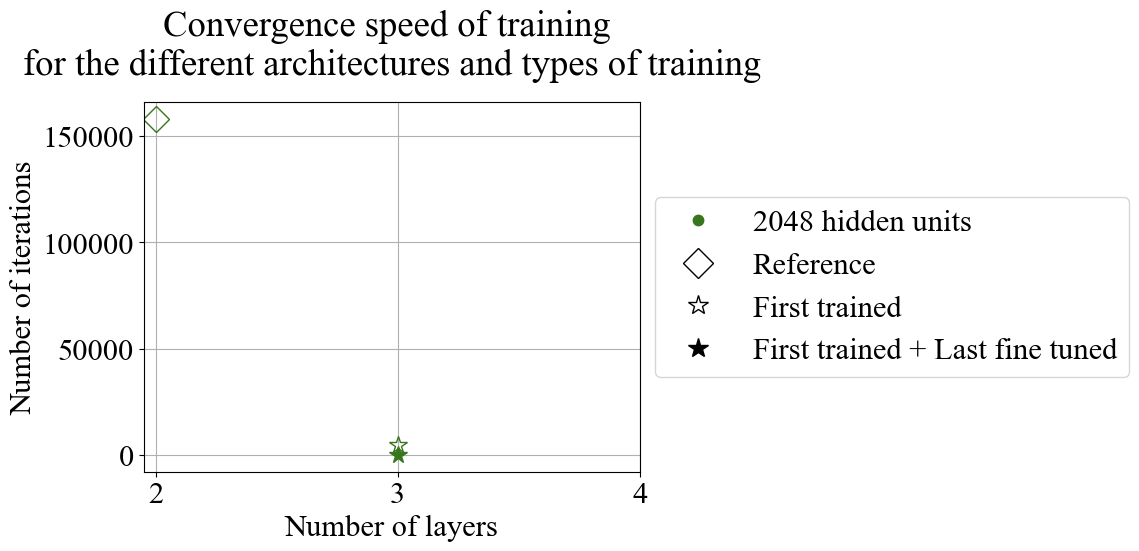 Convergence speed of training
for the different architectures and types of training
Number of iterations
150000
100000
50000
0
2
3
4
Number of layers
2048 hidden units
Reference
First trained
First trained + Last fine tuned